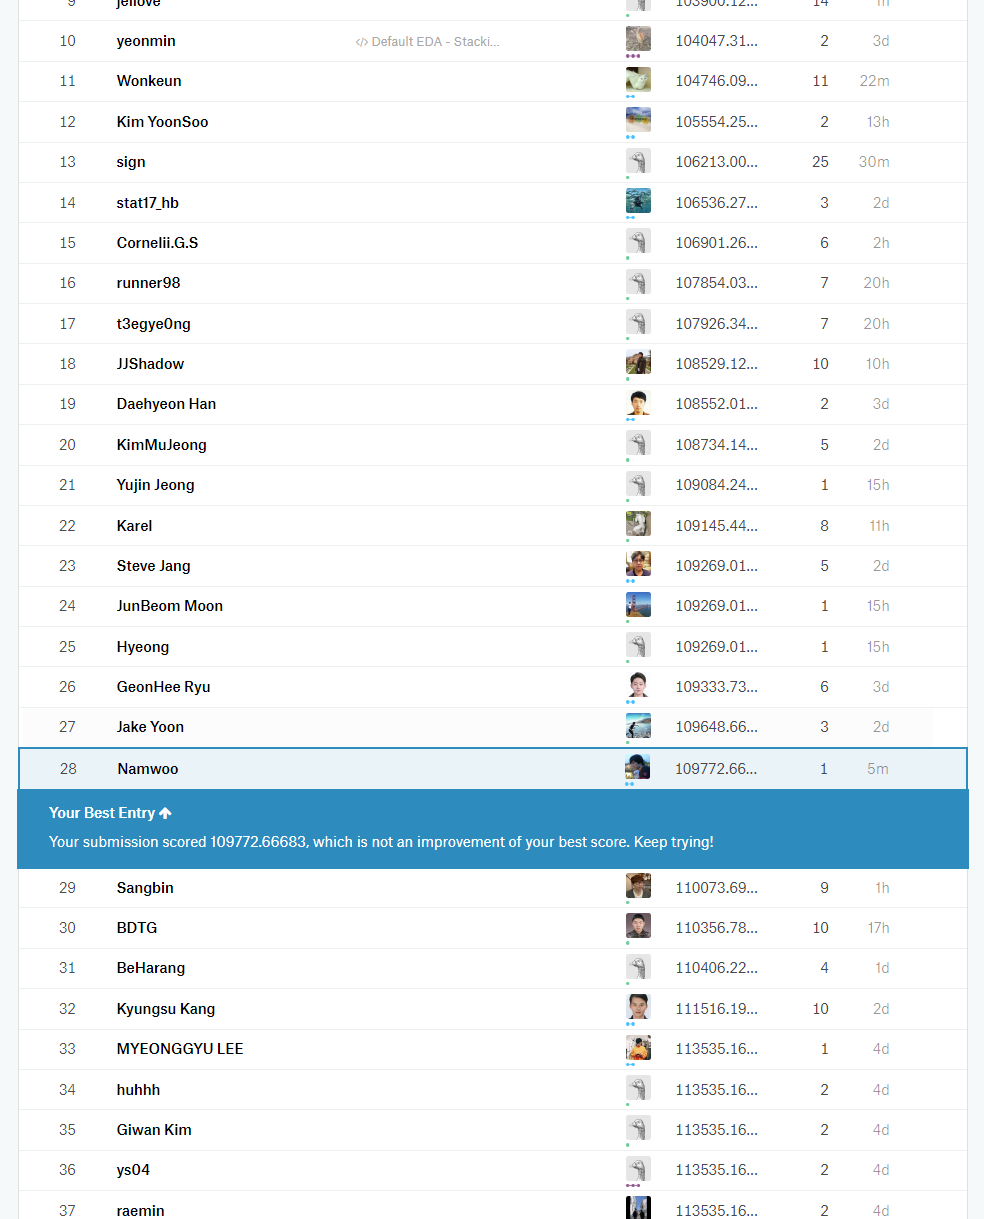 9 jellove 103900.12... 14 1h
10 yeonmin </> Default EDA - Stacki... 104047.31... 2 3d
11 Wonkeun 104746.09... 11 22m
12 Kim YoonSoo 105554.25... 2 13h
13 sign 106213.00... 25 30m
14 stat17_hb 106536.27... 3 2d
15 Cornelii.G.S 106901.26... 6 2h
16 runner98 107854.03... 7 20h
17 t3egye0ng 107926.34... 7 20h
18 JJShadow 108529.12... 10 10h
19 Daehyeon Han 108552.01... 2 3d
20 KimMuJeong 108734.14... 5 2d
21 Yujin Jeong 109084.24... 1 15h
22 Karel 109145.44... 8 11h
23 Steve Jang 109269.01... 5 2d
24 JunBeom Moon 109269.01... 1 15h
25 Hyeong 109269.01... 1 15h
26 GeonHee Ryu 109333.73... 6 3d
27 Jake Yoon 109648.66... 3 2d
28 Namwoo 109772.66... 1 5m
Your Best Entry
Your submission scored 109772.66683, which is not an improvement of your best score. Keep trying!
29 Sangbin 110073.69... 9 1h
30 BDTG 110356.78... 10 17h
31 BeHarang 110406.22... 4 1d
32 Kyungsu Kang 111516.19... 10 2d
33 MYEONGGYU LEE 113535.16... 1 4d
34 huhhh 113535.16... 2 4d
35 Giwan Kim 113535.16... 2 4d
36 ys04 113535.16... 2 4d
37 raemin 113535.16... 2 4d